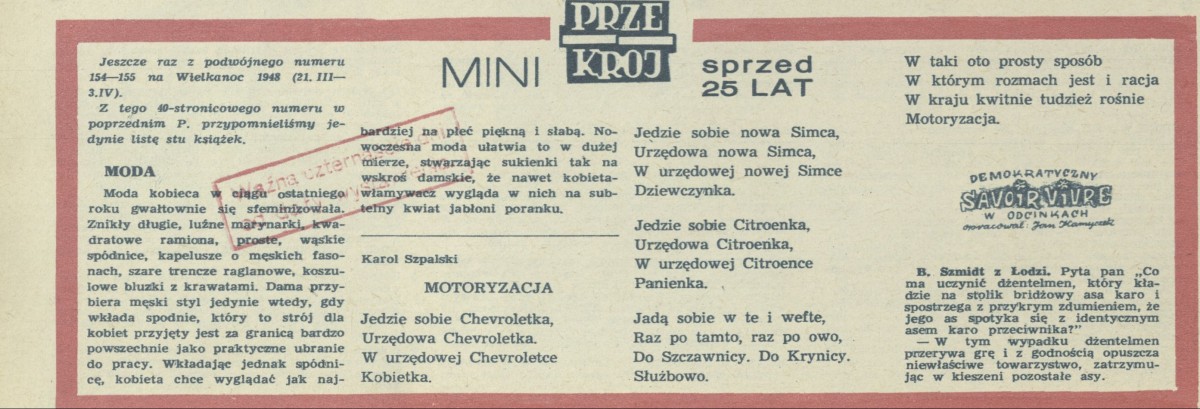 MINI
PRZE
KRÓJ
sprzed
25 LAT
Jeszcze raz z podwójnego numeru
154—155 na Wielkanoc 1948 (21. III—
3.IV).
Z tego 40-stronicowego numeru w
poprzednim P. przypomnieliśmy je-
dynie listę stu książek.
MODA
Moda kobieca w ciągu ostatniego
roku gwałtownie się sfeminizowała.
Znikły długie, luźne marynarki, kwa-
dratowe ramiona, proste, wąskie
spódnice, kapelusze o męskich faso-
nach, szare trencze raglanowe, koszu-
lowe bluzki z krawatami. Dama przy-
biera męski styl jedynie wtedy, gdy
wkłada spodnie, który to strój dla
kobiet przyjęty jest za granicą bardzo
powszechnie jako praktyczne ubranie
do pracy. Wkładając jednak spódni-
cę, kobieta chce wyglądać jak naj-
bardziej na płeć piękną i słabą. No-
woczesna moda ułatwia to w dużej
mierze, stwarzając sukienki tak na
wskroś damskie, że nawet kobieta-
włamywacz wygląda w nich na sub-
telny kwiat jabłoni poranku.
Ważna
Karol Szpalski
MOTORYZACJA
Jedzie sobie Chevroletka,
Urzędowa Chevroletka.
W urzędowej Chevroletce
Kobietka.
Jedzie sobie nowa Simca,
Urzędowa nowa Simca,
W urzędowej nowej Simce
Dziewczynka.
Jedzie sobie Citroenka,
Urzędowa Citroenka,
W urzędowej Citroence
Panienka.
Jadą sobie w te i wefte,
Raz po tamto, raz po owo,
Do Szczawnicy. Do Krynicy.
Służbowo.
W taki oto prosty sposób
W którym rozmach jest i racja
W kraju kwitnie tudzież rośnie
Motoryzacja.
DEMOKRATYCZNY
SAVOIR VIVRE
W ODCINKACH
opracował: Jan Kamyczek
B. Szmidt z Łodzi. Pyta pan „Co
ma uczynić dżentelmen, który kła-
dzie na stolik bridżowy asa karo i
spostrzega z przykrym zdumieniem, że
jego as spotyka się z identycznym
asem karo przeciwnika?"
— W tym wypadku dżentelmen
przerywa grę i z godnością opuszcza
niewłaściwe towarzystwo, zatrzymu-
jąc w kieszeni pozostałe asy.